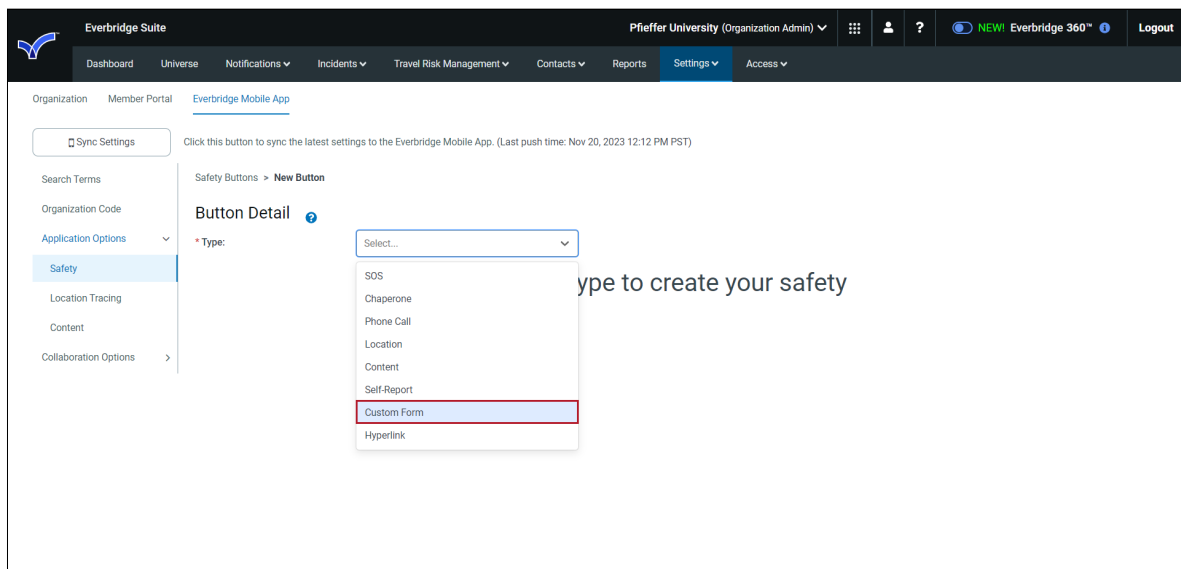 Everbridge Suite
Pfieffer University (Organization Admin)
?
NEW! Everbridge 360™
Logout
Dashboard Universe Notifications Incidents Travel Risk Management Contacts Reports Settings Access
Organization Member Portal Everbridge Mobile App
Sync Settings
Click this button to sync the latest settings to the Everbridge Mobile App. (Last push time: Nov 20, 2023 12:12 PM PST)
Search Terms
Organization Code
Application Options
Safety
Location Tracing
Content
Collaboration Options
Safety Buttons > New Button
Button Detail ?
* Type:
Select...
SOS
Chaperone
Phone Call
Location
Content
Self-Report
Custom Form
Hyperlink
ype to create your safety